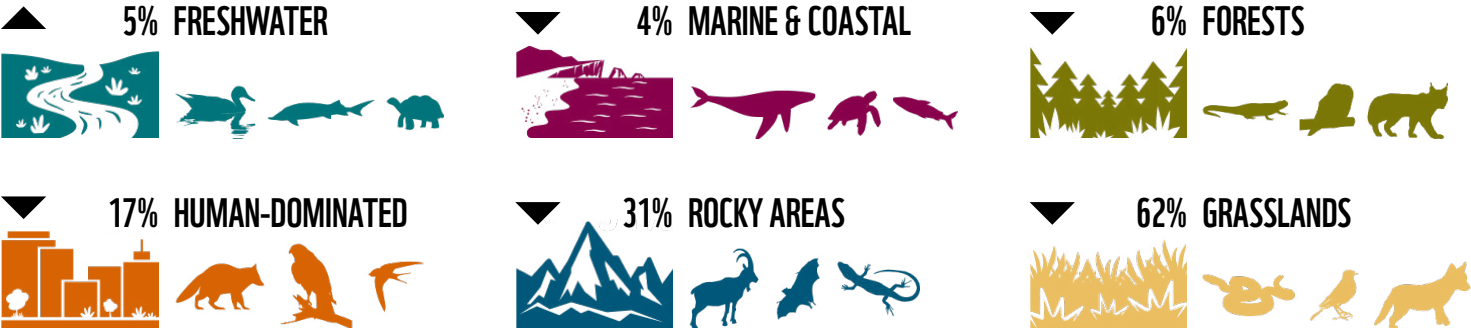 5% FRESHWATER
4% MARINE & COASTAL
6% FORESTS
17% HUMAN-DOMINATED
31% ROCKY AREAS
62% GRASSLANDS